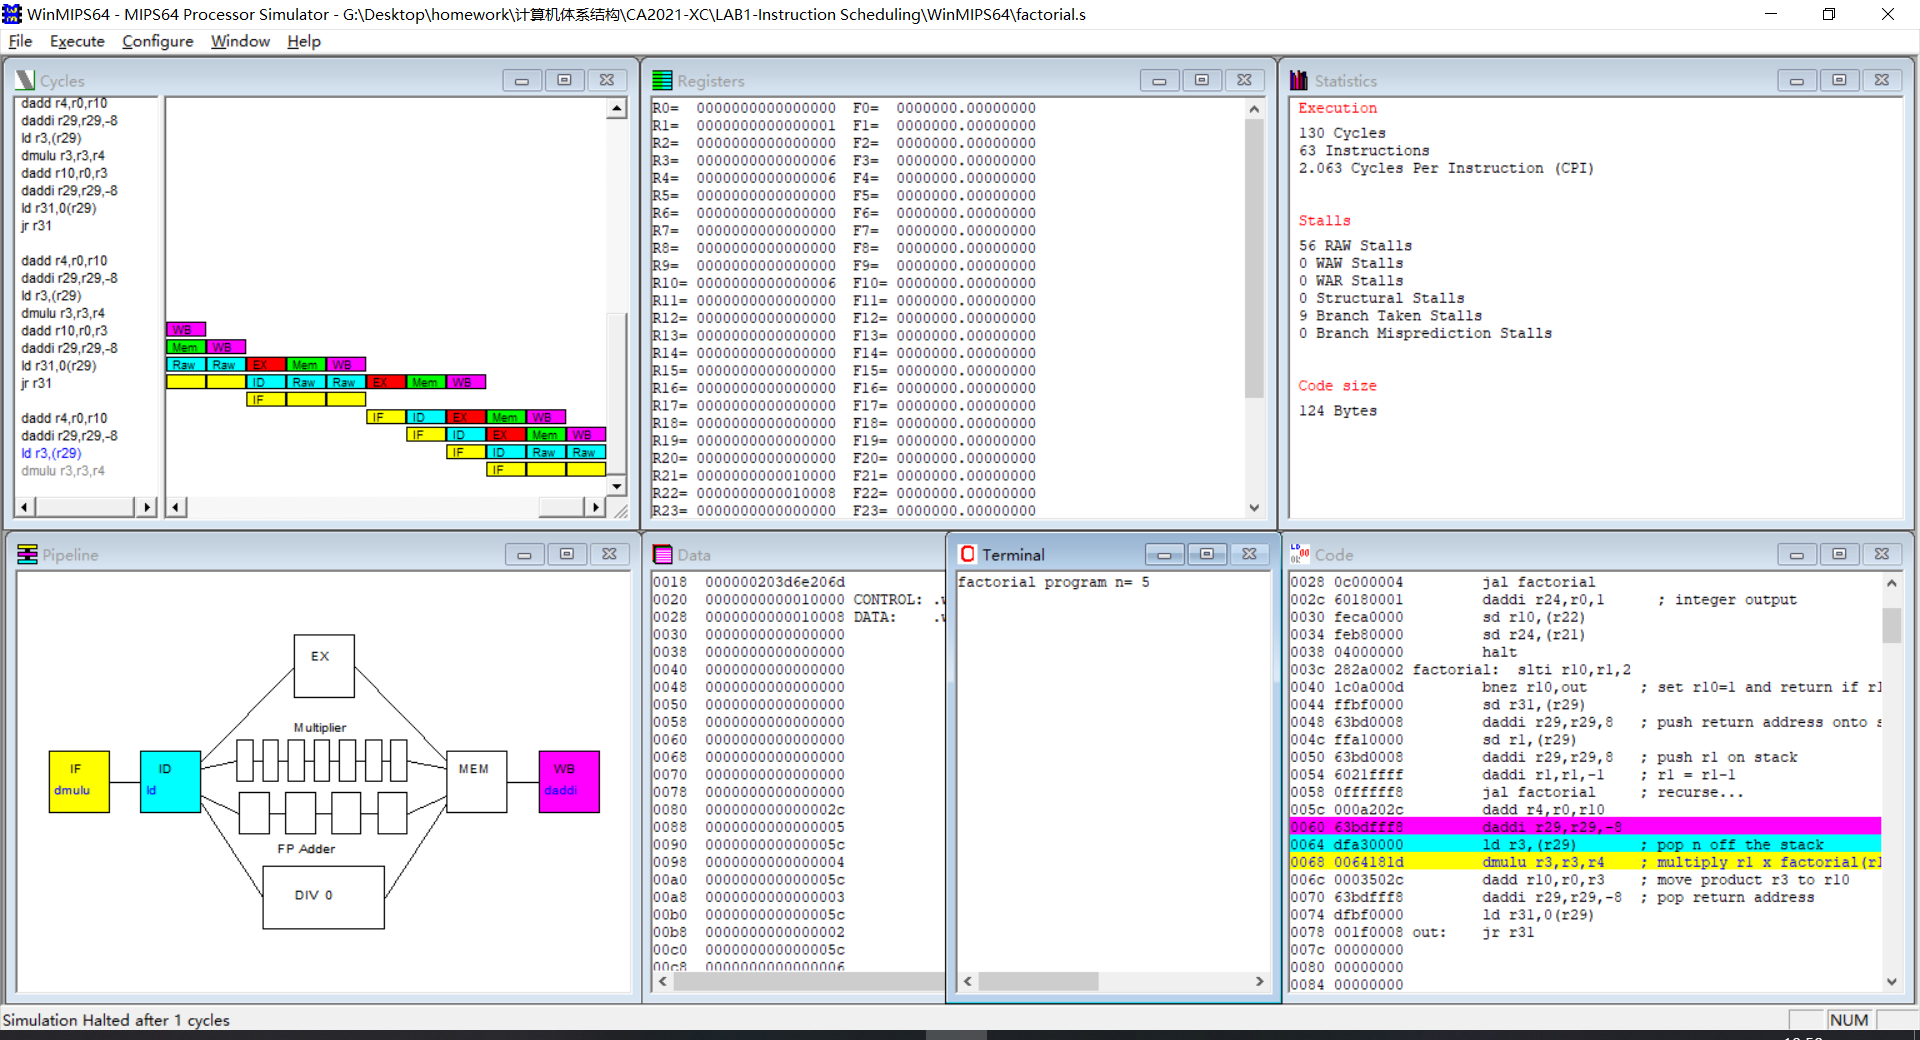 WinMIPS64 - MIPS64 Processor Simulator - G:\Desktop\homework\计算机体系结构\CA2021-XC\LAB1-Instruction Scheduling\WinMIPS64\factorial.s
File Execute Configure Window Help
Cycles
dadd r4,r0,r10
daddi r29,r29,-8
ld r3,(r29)
dmulu r3,r3,r4
dadd r10,r0,r3
daddi r29,r29,-8
ld r31,0(r29)
jr r31
dadd r4,r0,r10
daddi r29,r29,-8
ld r3,(r29)
dmulu r3,r3,r4
dadd r10,r0,r3
daddi r29,r29,-8
ld r31,0(r29)
jr r31
dadd r4,r0,r10
daddi r29,r29,-8
ld r3,(r29)
dmulu r3,r3,r4
WB
Mem WB
Raw Raw EX Mem WB
ID Raw Raw EX Mem WB
IF
IF ID EX Mem WB
IF ID EX Mem WB
IF ID Raw Raw
IF
Registers
R0= 0000000000000000 F0= 0000000.00000000
R1= 0000000000000001 F1= 0000000.00000000
R2= 0000000000000000 F2= 0000000.00000000
R3= 0000000000000006 F3= 0000000.00000000
R4= 0000000000000006 F4= 0000000.00000000
R5= 0000000000000000 F5= 0000000.00000000
R6= 0000000000000000 F6= 0000000.00000000
R7= 0000000000000000 F7= 0000000.00000000
R8= 0000000000000000 F8= 0000000.00000000
R9= 0000000000000000 F9= 0000000.00000000
R10= 0000000000000006 F10= 0000000.00000000
R11= 0000000000000000 F11= 0000000.00000000
R12= 0000000000000000 F12= 0000000.00000000
R13= 0000000000000000 F13= 0000000.00000000
R14= 0000000000000000 F14= 0000000.00000000
R15= 0000000000000000 F15= 0000000.00000000
R16= 0000000000000000 F16= 0000000.00000000
R17= 0000000000000000 F17= 0000000.00000000
R18= 0000000000000000 F18= 0000000.00000000
R19= 0000000000000000 F19= 0000000.00000000
R20= 0000000000000000 F20= 0000000.00000000
R21= 0000000000010000 F21= 0000000.00000000
R22= 0000000000010008 F22= 0000000.00000000
R23= 0000000000000000 F23= 0000000.00000000
Statistics
Execution
130 Cycles
63 Instructions
2.063 Cycles Per Instruction (CPI)
Stalls
56 RAW Stalls
0 WAW Stalls
0 WAR Stalls
0 Structural Stalls
9 Branch Taken Stalls
0 Branch Misprediction Stalls
Code size
124 Bytes
Pipeline
EX
Multiplier
IF
dmulu
ID
ld
MEM
WB
daddi
FP Adder
DIV 0
Data
0018 000000203d6e206d
0020 0000000000010000 CONTROL: .w
0028 0000000000010008 DATA: .w
0030 0000000000000000
0038 0000000000000000
0040 0000000000000000
0048 0000000000000000
0050 0000000000000000
0058 0000000000000000
0060 0000000000000000
0068 0000000000000000
0070 0000000000000000
0078 0000000000000000
0080 000000000000002c
0088 0000000000000005
0090 000000000000005c
0098 0000000000000004
00a0 000000000000005c
00a8 0000000000000003
00b0 000000000000005c
00b8 0000000000000002
00c0 000000000000005c
00c8 0000000000000006
Terminal
factorial program n= 5
Code
0028 0c000004 jal factorial
002c 60180001 daddi r24,r0,1 ; integer output
0030 feca0000 sd r10,(r22)
0034 feb80000 sd r24,(r21)
0038 04000000 halt
003c 282a0002 factorial: slti r10,r1,2
0040 1c0a000d bnez r10,out ; set r10=1 and return if r1
0044 ffbf0000 sd r31,(r29)
0048 63bd0008 daddi r29,r29,8 ; push return address onto s
004c ffa10000 sd r1,(r29)
0050 63bd0008 daddi r29,r29,8 ; push r1 on stack
0054 6021ffff daddi r1,r1,-1 ; r1 = r1-1
0058 0ffffff8 jal factorial ; recurse...
005c 000a202c dadd r4,r0,r10
0060 63bdfff8 daddi r29,r29,-8
0064 dfa30000 ld r3,(r29) ; pop n off the stack
0068 0064181d dmulu r3,r3,r4 ; multiply r1 x factorial(r1
006c 0003502c dadd r10,r0,r3 ; move product r3 to r10
0070 63bdfff8 daddi r29,r29,-8 ; pop return address
0074 dfbf0000 ld r31,0(r29)
0078 001f0008 out: jr r31
007c 00000000
0080 00000000
0084 00000000
Simulation Halted after 1 cycles
NUM